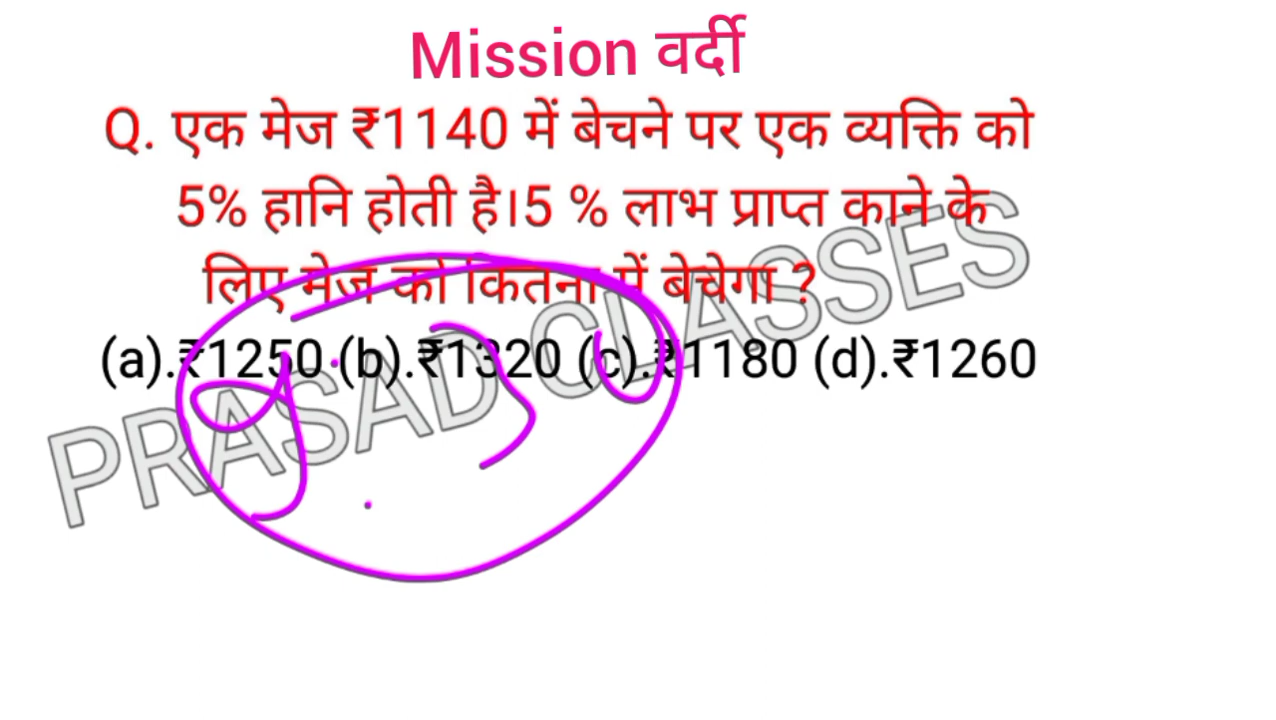 Mission वर्दी
Q. एक मेज ₹1140 में बेचने पर एक व्यक्ति को
5% हानि होती है।5 % लाभ प्राप्त काने के
लिए मेज को कितना में बेचेगा ?
(a).₹1250 (b).₹1320 (c).₹1180 (d).₹1260
PRASAD CLASSES